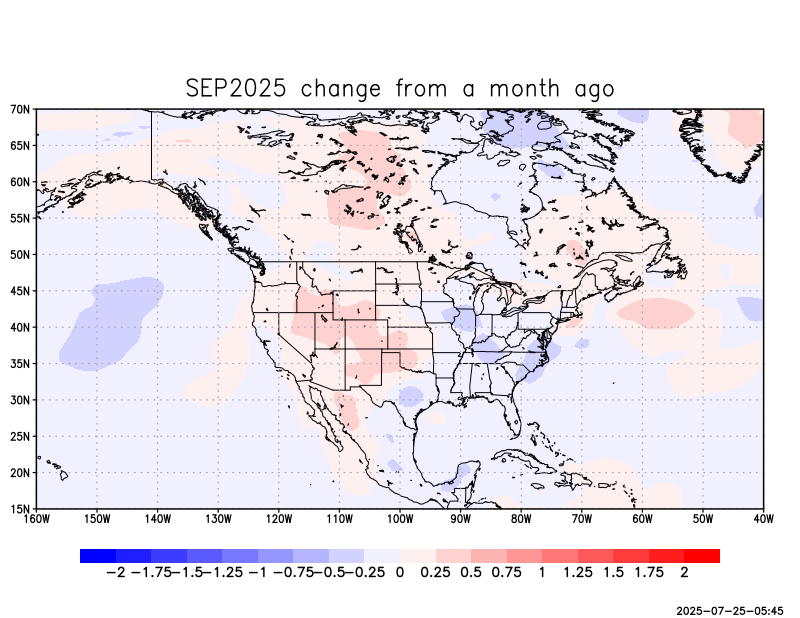 SEP2025 change from a month ago
70N
65N
60N
55N
50N
45N
40N
35N
30N
25N
20N
15N
160W 150W 140W 130W 120W 110W 100W 90W 80W 70W 60W 50W 40W
−2 −1.75 −1.5 −1.25 −1 −0.75 −0.5 −0.25 0 0.25 0.5 0.75 1 1.25 1.5 1.75 2
2025-07-25-05:45